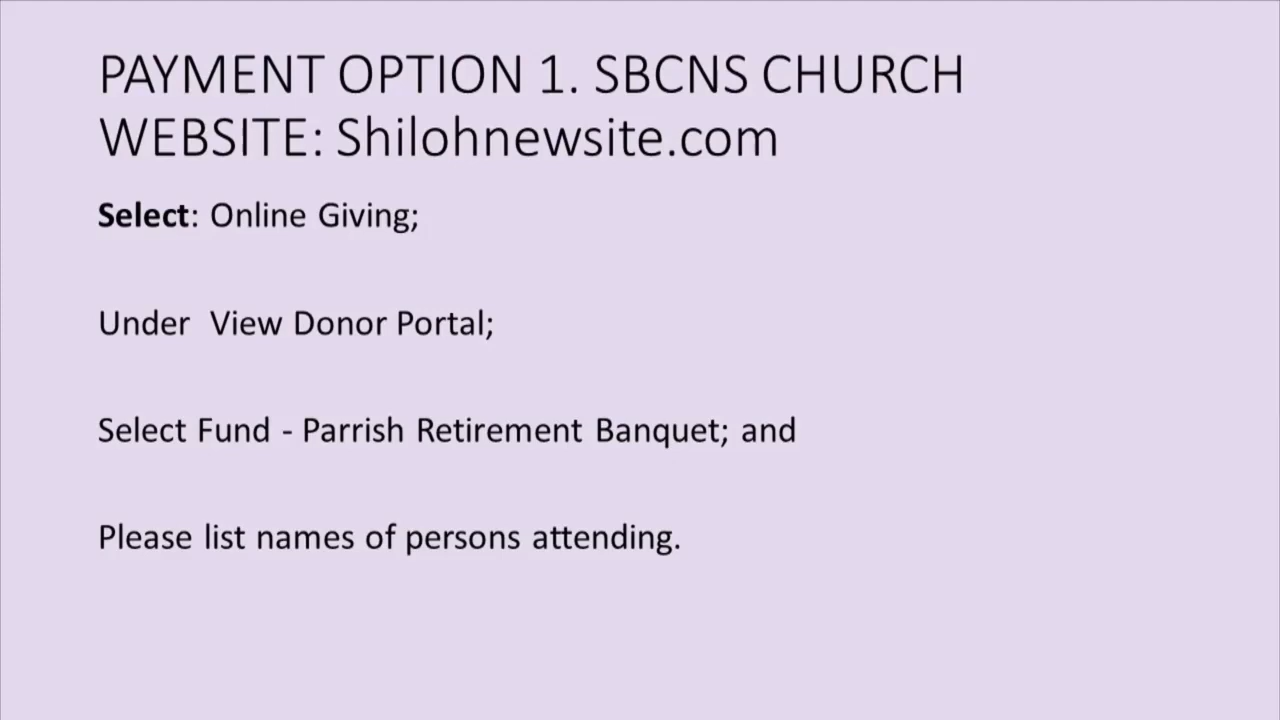 PAYMENT OPTION 1. SBCNS CHURCH
WEBSITE: Shilohnewsite.com
Select: Online Giving;
Under  View Donor Portal;
Select Fund - Parrish Retirement Banquet; and
Please list names of persons attending.